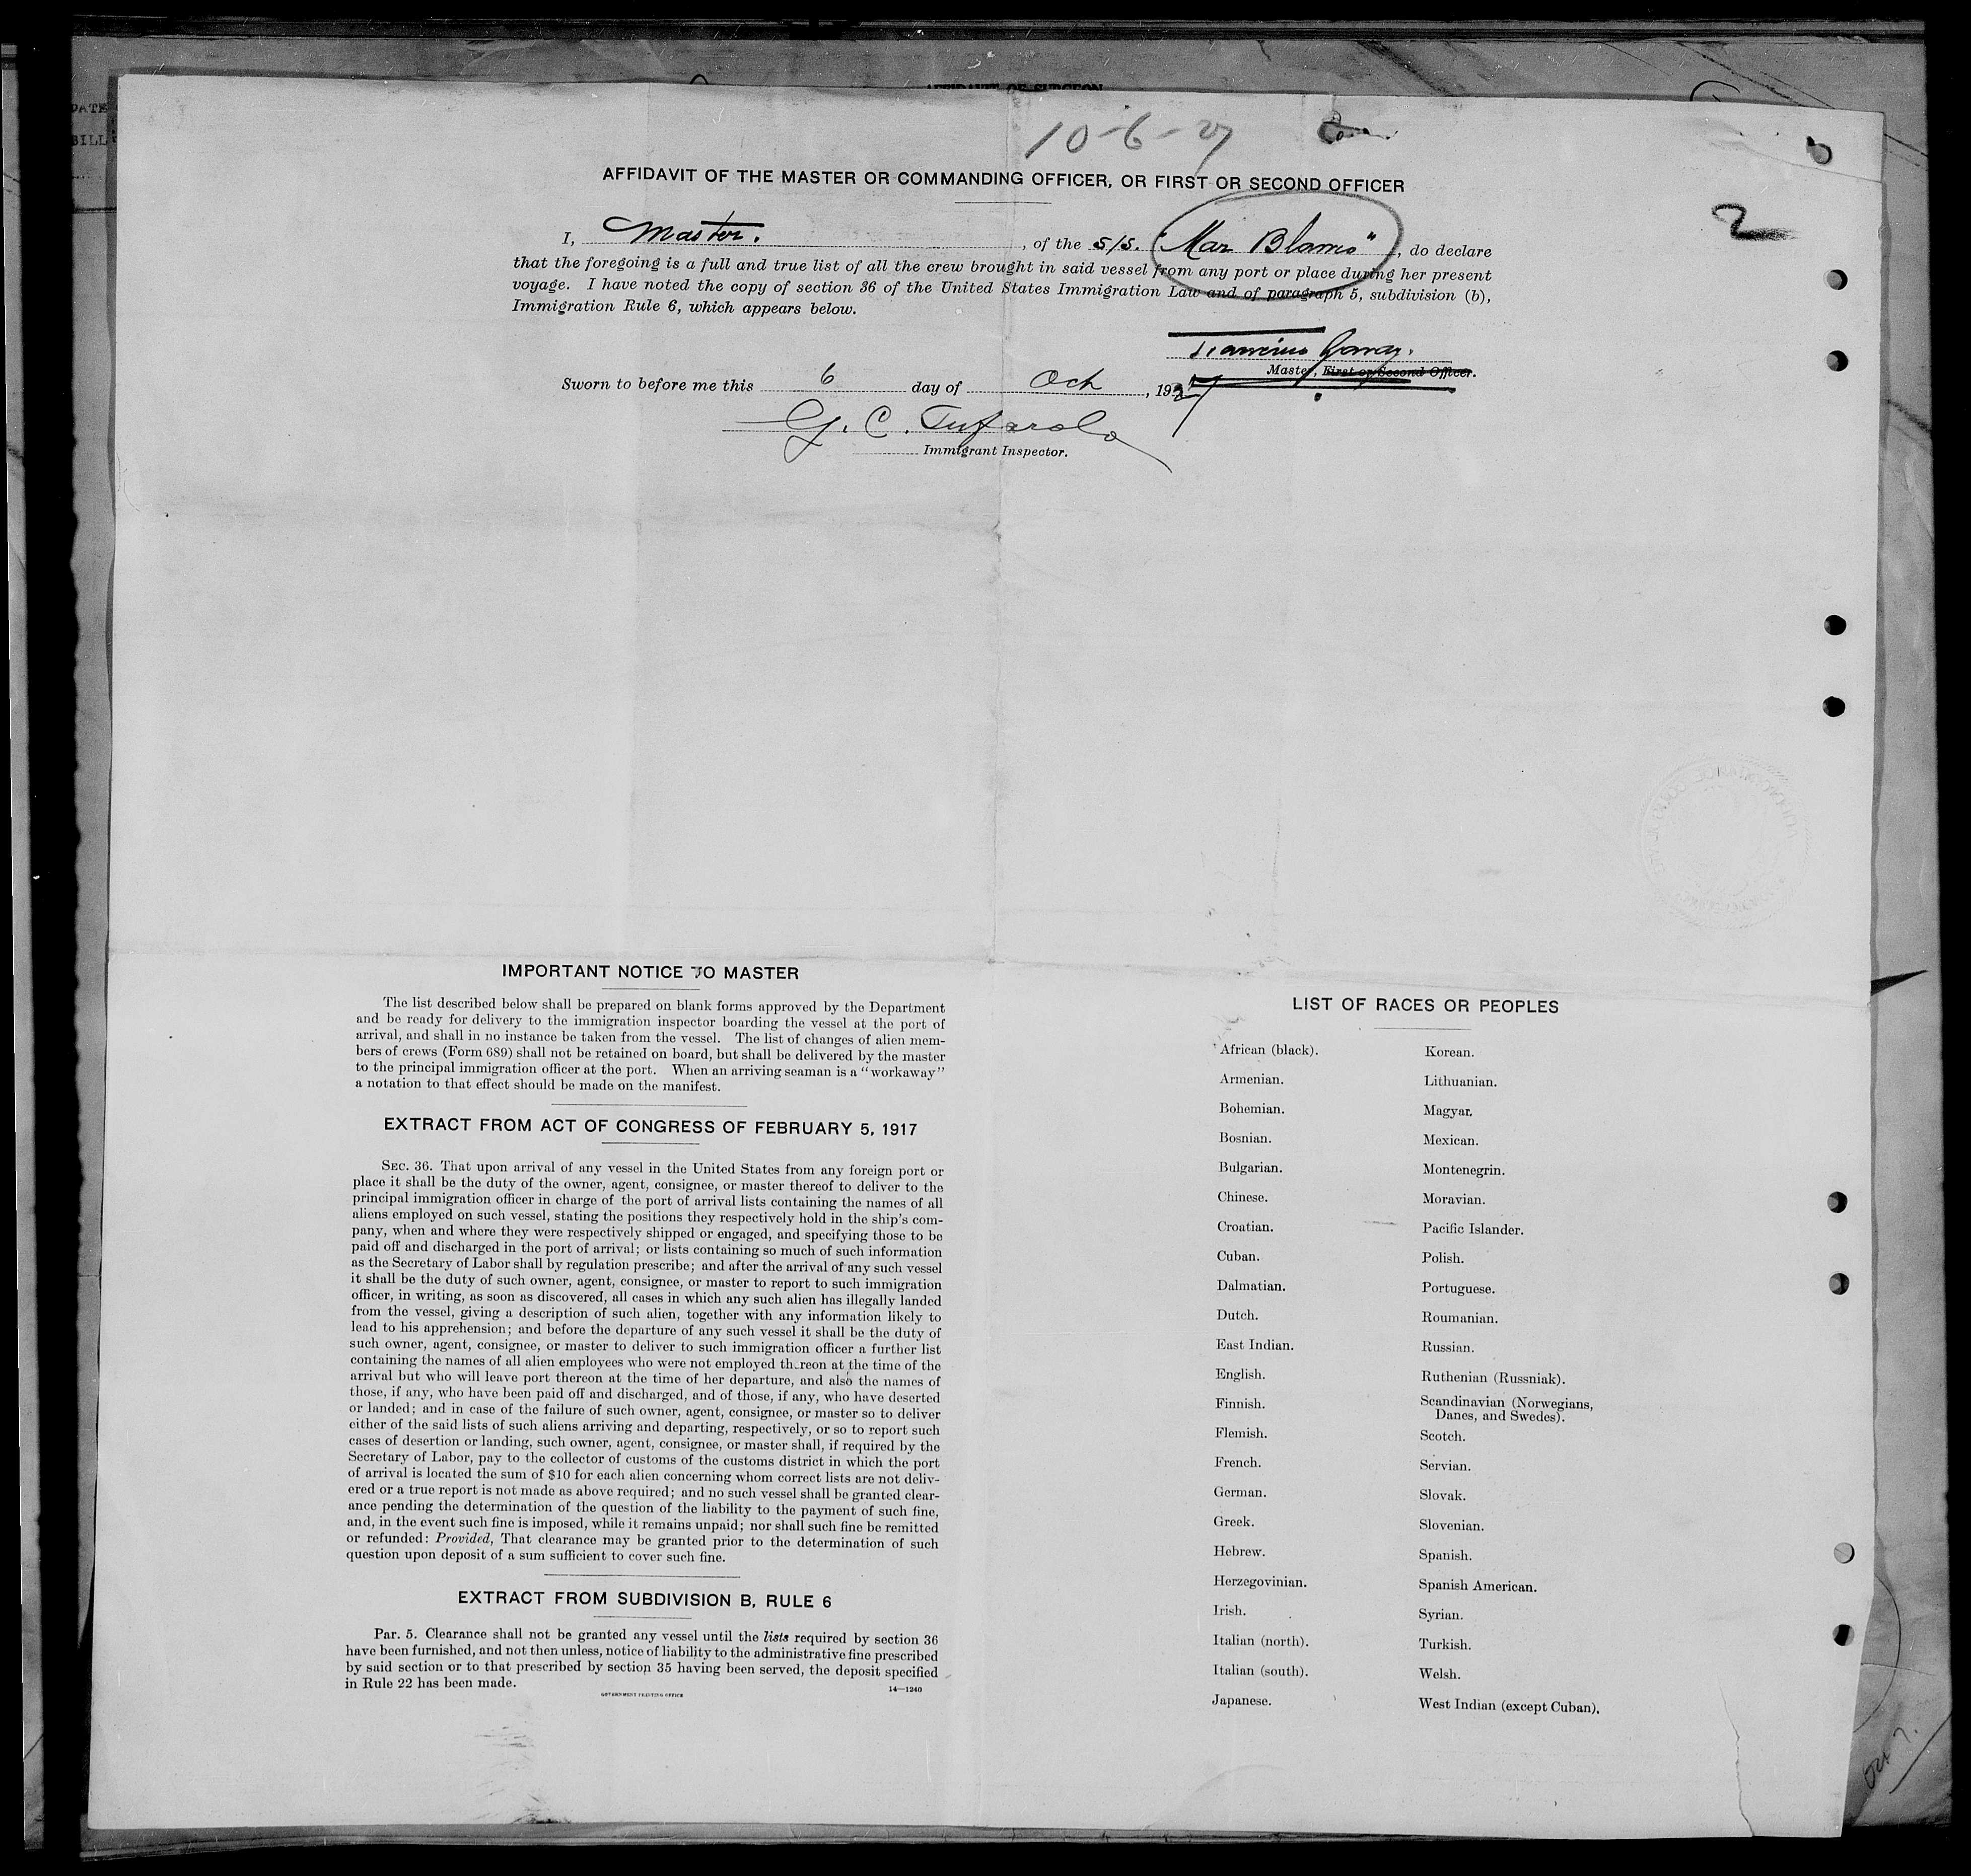 AFFIDAVIT OF SURGEON
DATE
BILL
10-6-27
AFFIDAVIT OF THE MASTER OR COMMANDING OFFICER, OR FIRST OR SECOND OFFICER
2
I, Master. , of the S/S. "Mar Blanco" , do declare
that the foregoing is a full and true list of all the crew brought in said vessel from any port or place during her present
voyage. I have noted the copy of section 36 of the United States Immigration Law and of paragraph 5, subdivision (b),
Immigration Rule 6, which appears below.
Master, First or Second Officer.
Sworn to before me this 6 day of Oct , 1927
G. C. Tufarolo
Immigrant Inspector.
IMPORTANT NOTICE TO MASTER
The list described below shall be prepared on blank forms approved by the Department
and be ready for delivery to the immigration inspector boarding the vessel at the port of
arrival, and shall in no instance be taken from the vessel. The list of changes of alien mem-
bers of crews (Form 689) shall not be retained on board, but shall be delivered by the master
to the principal immigration officer at the port. When an arriving seaman is a "workaway"
a notation to that effect should be made on the manifest.
EXTRACT FROM ACT OF CONGRESS OF FEBRUARY 5, 1917
SEC. 36. That upon arrival of any vessel in the United States from any foreign port or
place it shall be the duty of the owner, agent, consignee, or master thereof to deliver to the
principal immigration officer in charge of the port of arrival lists containing the names of all
aliens employed on such vessel, stating the positions they respectively hold in the ship's com-
pany, when and where they were respectively shipped or engaged, and specifying those to be
paid off and discharged in the port of arrival; or lists containing so much of such information
as the Secretary of Labor shall by regulation prescribe; and after the arrival of any such vessel
it shall be the duty of such owner, agent, consignee, or master to report to such immigration
officer, in writing, as soon as discovered, all cases in which any such alien has illegally landed
from the vessel, giving a description of such alien, together with any information likely to
lead to his apprehension; and before the departure of any such vessel it shall be the duty of
such owner, agent, consignee, or master to deliver to such immigration officer a further list
containing the names of all alien employees who were not employed thereon at the time of the
arrival but who will leave port thereon at the time of her departure, and also the names of
those, if any, who have been paid off and discharged, and of those, if any, who have deserted
or landed; and in case of the failure of such owner, agent, consignee, or master so to deliver
either of the said lists of such aliens arriving and departing, respectively, or so to report such
cases of desertion or landing, such owner, agent, consignee, or master shall, if required by the
Secretary of Labor, pay to the collector of customs of the customs district in which the port
of arrival is located the sum of $10 for each alien concerning whom correct lists are not deliv-
ered or a true report is not made as above required; and no such vessel shall be granted clear-
ance pending the determination of the question of the liability to the payment of such fine,
and, in the event such fine is imposed, while it remains unpaid; nor shall such fine be remitted
or refunded: Provided, That clearance may be granted prior to the determination of such
question upon deposit of a sum sufficient to cover such fine.
EXTRACT FROM SUBDIVISION B, RULE 6
Par. 5. Clearance shall not be granted any vessel until the lists required by section 36
have been furnished, and not then unless, notice of liability to the administrative fine prescribed
by said section or to that prescribed by section 35 having been served, the deposit specified
in Rule 22 has been made.
GOVERNMENT PRINTING OFFICE 14—1240
LIST OF RACES OR PEOPLES
African (black).
Armenian.
Bohemian.
Bosnian.
Bulgarian.
Chinese.
Croatian.
Cuban.
Dalmatian.
Dutch.
East Indian.
English.
Finnish.
Flemish.
French.
German.
Greek.
Hebrew.
Herzegovinian.
Irish.
Italian (north).
Italian (south).
Japanese.
Korean.
Lithuanian.
Magyar.
Mexican.
Montenegrin.
Moravian.
Pacific Islander.
Polish.
Portuguese.
Roumanian.
Russian.
Ruthenian (Russniak).
Scandinavian (Norwegians,
Danes, and Swedes).
Scotch.
Servian.
Slovak.
Slovenian.
Spanish.
Spanish American.
Syrian.
Turkish.
Welsh.
West Indian (except Cuban).